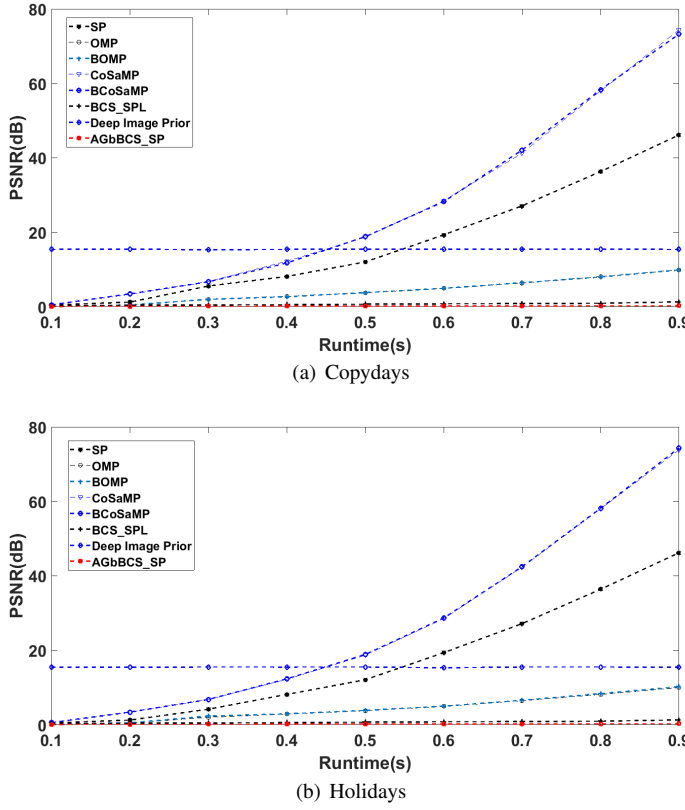 80
60
40
20
0
PSNR(dB)
SP
OMP
BOMP
CoSaMP
BCoSaMP
BCS_SPL
Deep Image Prior
AGbBCS_SP
0.1 0.2 0.3 0.4 0.5 0.6 0.7 0.8 0.9
Runtime(s)
(a) Copydays
80
60
40
20
0
PSNR(dB)
SP
OMP
BOMP
CoSaMP
BCoSaMP
BCS_SPL
Deep Image Prior
AGbBCS_SP
0.1 0.2 0.3 0.4 0.5 0.6 0.7 0.8 0.9
Runtime(s)
(b) Holidays